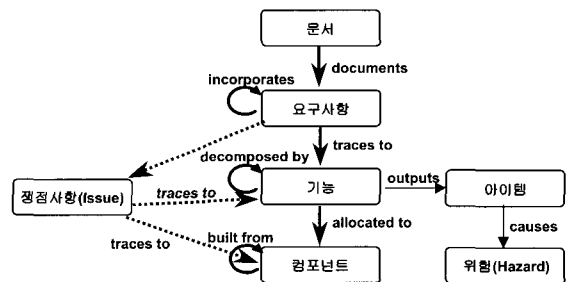 문서
documents
incorporates
요구사항
traces to
decomposed by
쟁점사항(Issue)
traces to
기능
outputs
아이템
allocated to
causes
traces to
built from
컴포넌트
위험(Hazard)